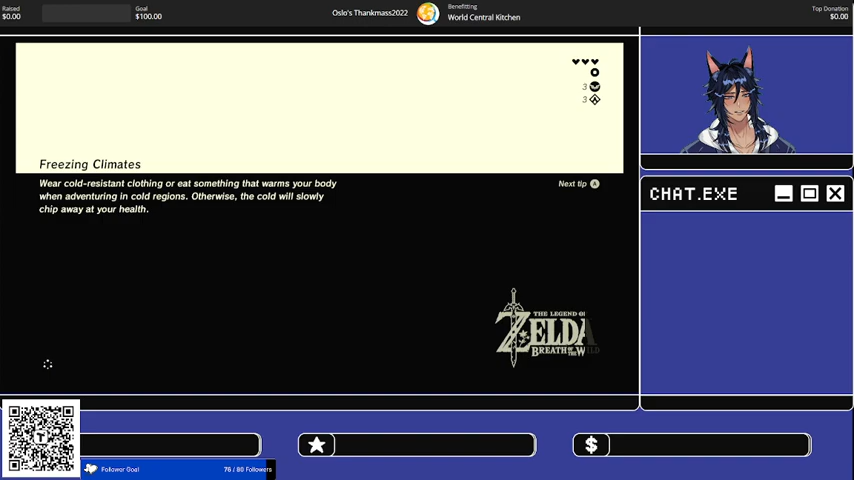 Raised
$0.00
Goal
$100.00
Oslo's Thankmass2022
Benefitting
World Central Kitchen
Top Donation
$0.00
3
3
Freezing Climates
Wear cold-resistant clothing or eat something that warms your body
when adventuring in cold regions. Otherwise, the cold will slowly
chip away at your health.
Next tip A
THE LEGEND OF
ZELDA
BREATH OF THE WILD
CHAT.EXE
T
$
Follower Goal
76 / 80 Followers